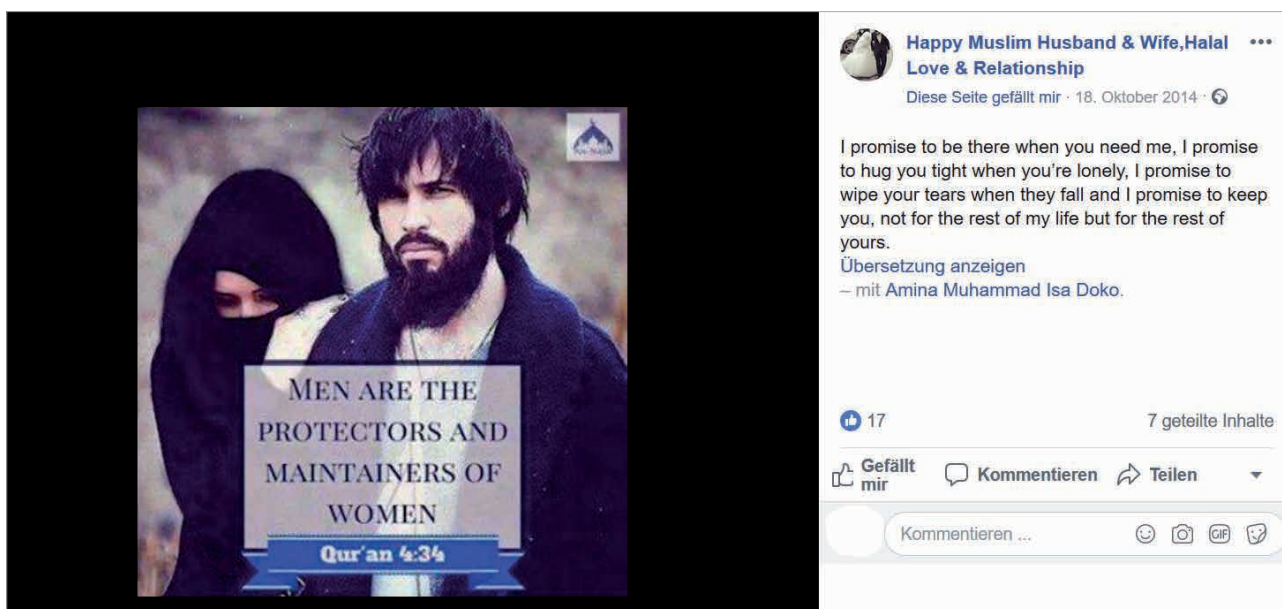 MEN ARE THE
PROTECTORS AND
MAINTAINERS OF
WOMEN
Qur'an 4:34
Happy Muslim Husband & Wife,Halal
Love & Relationship
Diese Seite gefällt mir · 18. Oktober 2014 ·
I promise to be there when you need me, I promise
to hug you tight when you're lonely, I promise to
wipe your tears when they fall and I promise to keep
you, not for the rest of my life but for the rest of
yours.
Übersetzung anzeigen
– mit Amina Muhammad Isa Doko.
17
7 geteilte Inhalte
Gefällt
mir
Kommentieren
Teilen
Kommentieren ...
GIF